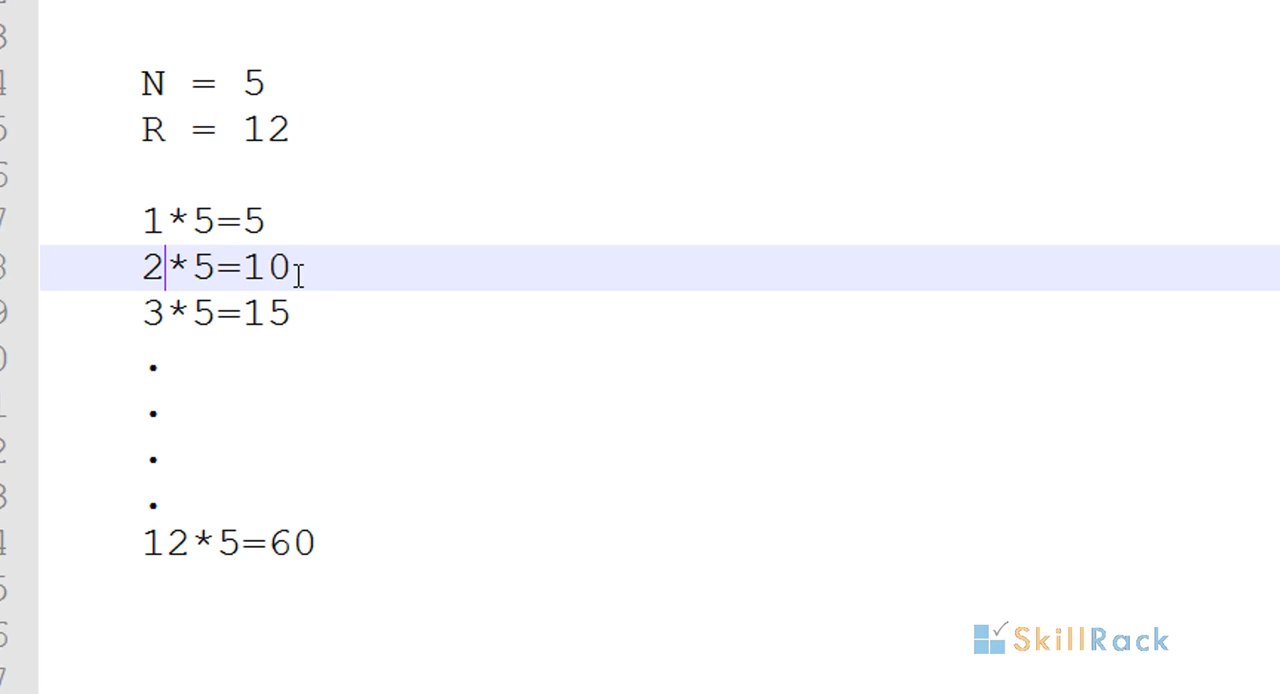 N = 5
R = 12
1*5=5
2*5=10
3*5=15
.
.
.
.
12*5=60
SkillRack